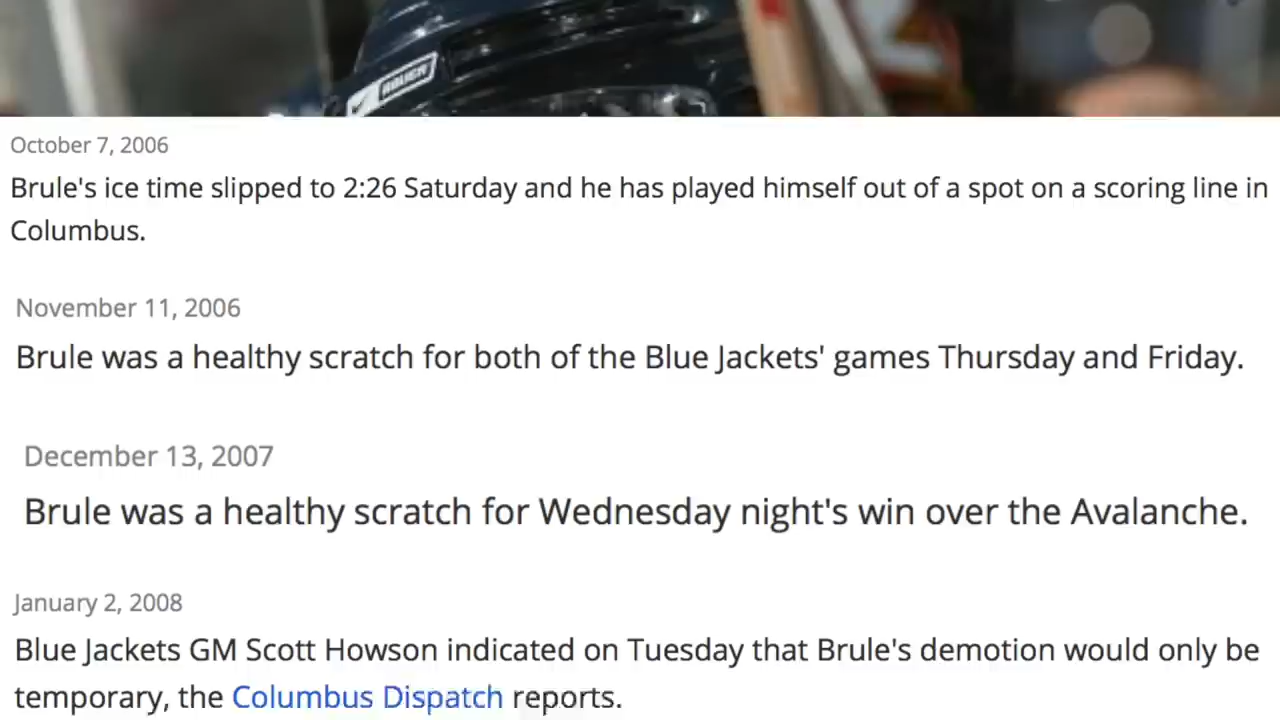 BAUER
October 7, 2006
Brule's ice time slipped to 2:26 Saturday and he has played himself out of a spot on a scoring line in
Columbus.
November 11, 2006
Brule was a healthy scratch for both of the Blue Jackets' games Thursday and Friday.
December 13, 2007
Brule was a healthy scratch for Wednesday night's win over the Avalanche.
January 2, 2008
Blue Jackets GM Scott Howson indicated on Tuesday that Brule's demotion would only be
temporary, the Columbus Dispatch reports.